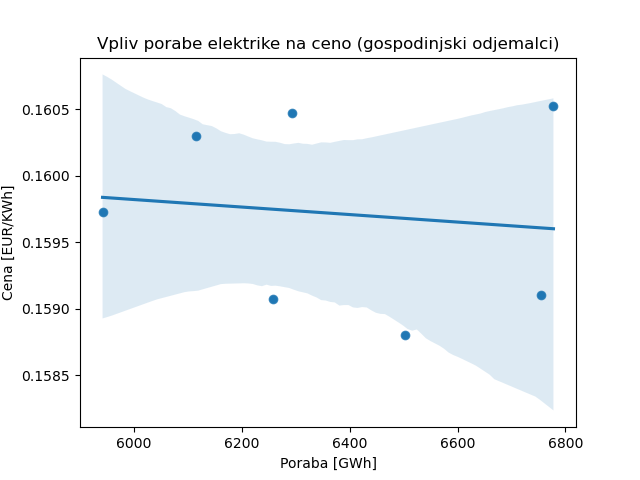 Vpliv porabe elektrike na ceno (gospodinjski odjemalci)
0.1605
0.1600
0.1595
0.1590
0.1585
Cena [EUR/KWh]
6000 6200 6400 6600 6800
Poraba [GWh]